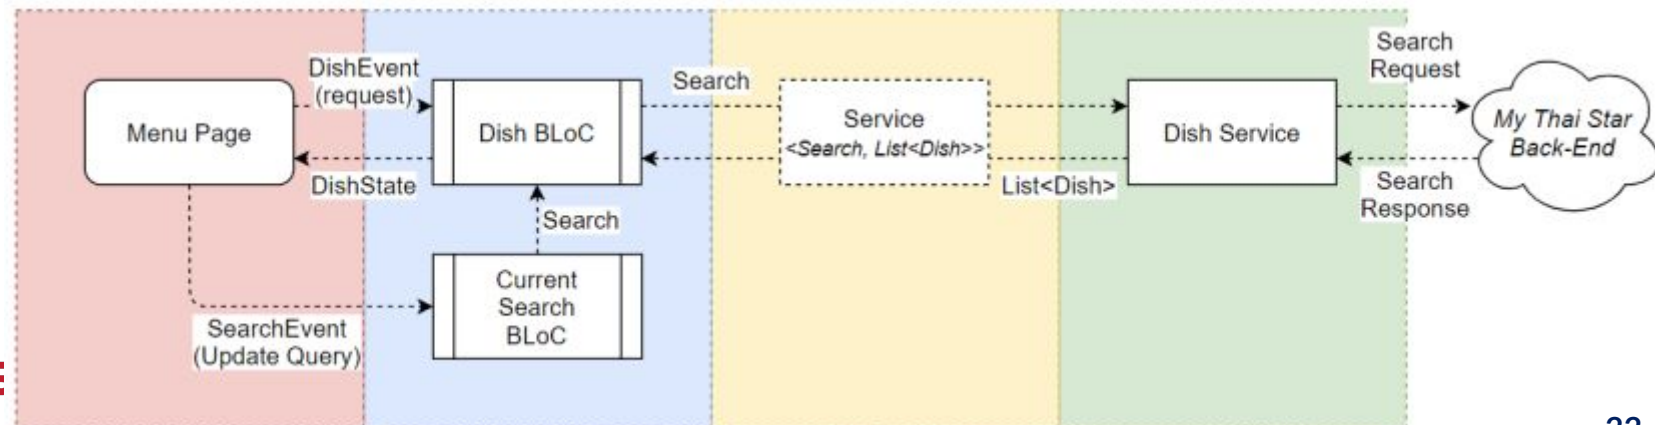 DishEvent
(request)
Search
Search
Request
Menu Page
Dish BLoC
Service
<Search, List<Dish>>
Dish Service
My Thai Star
Back-End
DishState
List<Dish>
Search
Response
Search
Current
Search
BLoC
SearchEvent
(Update Query)